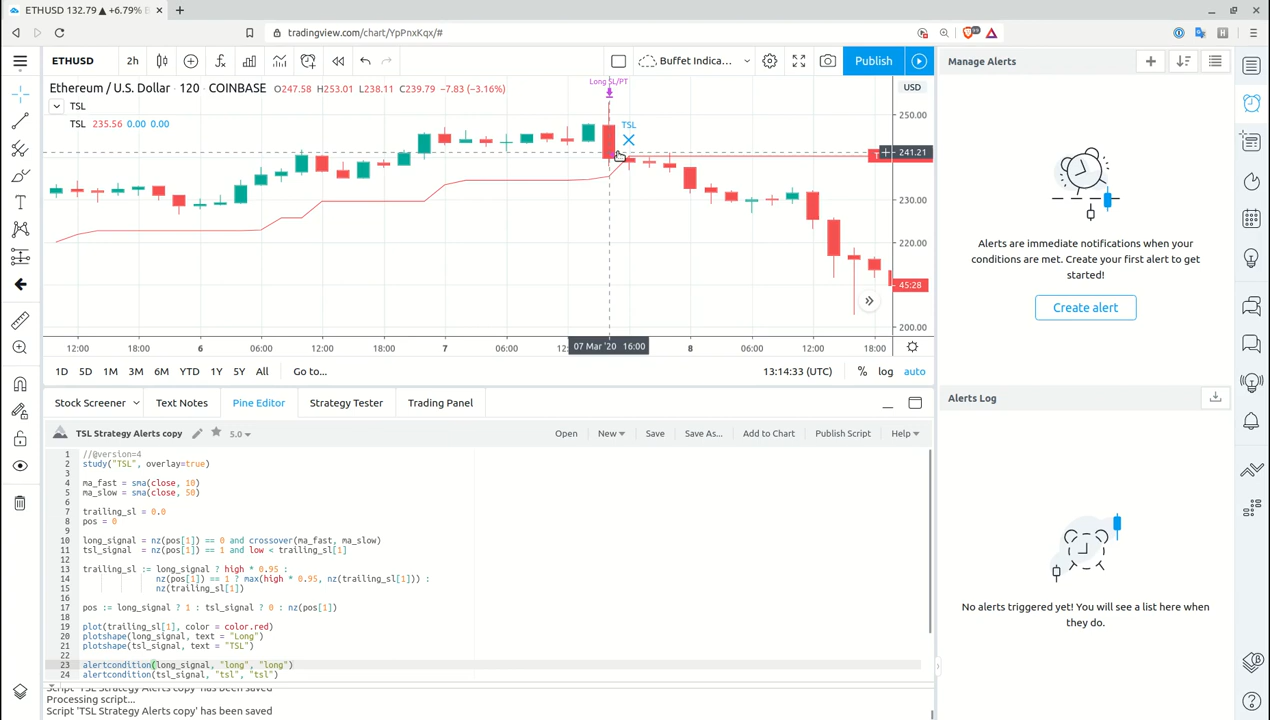 ETHUSD 132.79 ▲ +6.79% B
tradingview.com/chart/YpPnxKqx/#
ETHUSD
2h
Buffet Indica...
Publish
Manage Alerts
Ethereum / U.S. Dollar · 120 · COINBASE O247.58 H253.01 L238.11 C239.79 −7.83 (−3.16%)
TSL
TSL 235.56 0.00 0.00
Long SL/PT
TSL
USD
250.00
241.21
230.00
220.00
45:28
200.00
12:00
18:00
6
06:00
12:00
18:00
7
06:00
07 Mar '20 16:00
8
06:00
12:00
18:00
Alerts are immediate notifications when your
conditions are met. Create your first alert to get
started!
Create alert
1D 5D 1M 3M 6M YTD 1Y 5Y All Go to...
13:14:33 (UTC) % log auto
Stock Screener Text Notes Pine Editor Strategy Tester Trading Panel
Alerts Log
TSL Strategy Alerts copy 5.0
Open New Save Save As... Add to Chart Publish Script Help
1 //@version=4
2 study("TSL", overlay=true)
3
4 ma_fast = sma(close, 10)
5 ma_slow = sma(close, 50)
6
7 trailing_sl = 0.0
8 pos = 0
9
10 long_signal = nz(pos[1]) == 0 and crossover(ma_fast, ma_slow)
11 tsl_signal = nz(pos[1]) == 1 and low < trailing_sl[1]
12
13 trailing_sl := long_signal ? high * 0.95 :
14 nz(pos[1]) == 1 ? max(high * 0.95, nz(trailing_sl[1])) :
15 nz(trailing_sl[1])
16
17 pos := long_signal ? 1 : tsl_signal ? 0 : nz(pos[1])
18
19 plot(trailing_sl[1], color = color.red)
20 plotshape(long_signal, text = "Long")
21 plotshape(tsl_signal, text = "TSL")
22
23 alertcondition(long_signal, "long", "long")
24 alertcondition(tsl_signal, "tsl", "tsl")
Script 'TSL Strategy Alerts copy' has been saved
Processing script...
Script 'TSL Strategy Alerts copy' has been saved
No alerts triggered yet! You will see a list here when
they do.